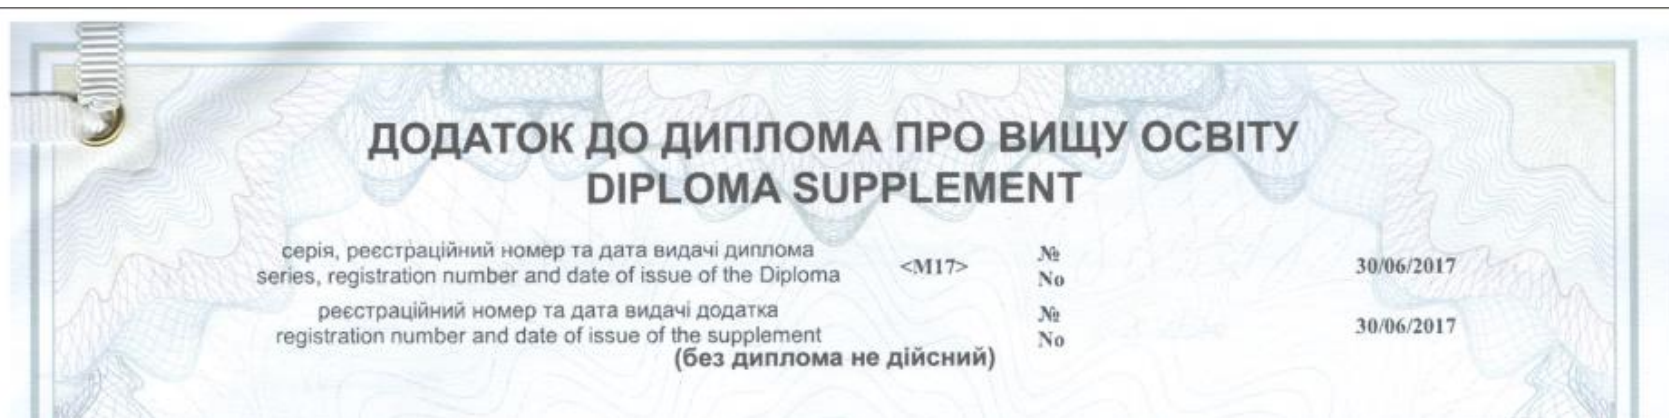 ДОДАТОК ДО ДИПЛОМА ПРО ВИЩУ ОСВІТУ
DIPLOMA SUPPLEMENT
серія, реєстраційний номер та дата видачі диплома
series, registration number and date of issue of the Diploma
<М17>
№
No
30/06/2017
реєстраційний номер та дата видачі додатка
registration number and date of issue of the supplement
№
No
30/06/2017
(без диплома не дійсний)